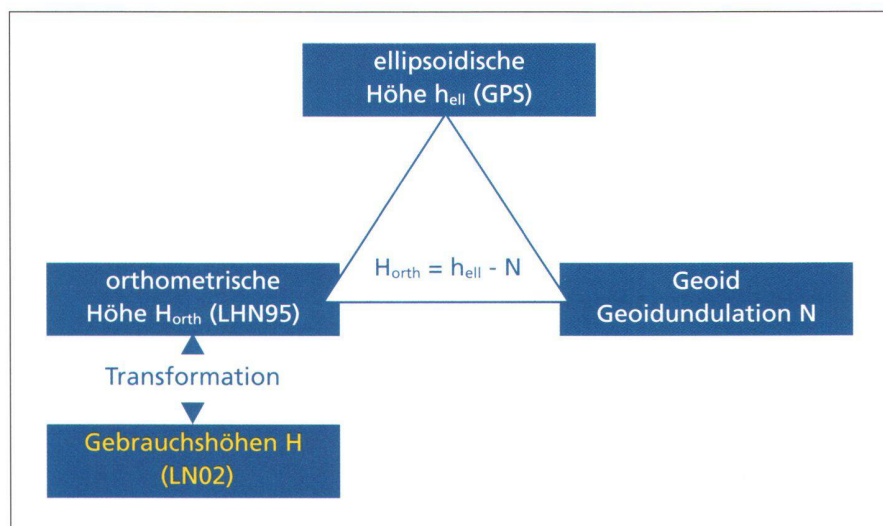 ellipsoidische
Höhe hell (GPS)
Horth = hell - N
orthometrische
Höhe Horth (LHN95)
Geoid
Geoidundulation N
Transformation
Gebrauchshöhen H
(LN02)